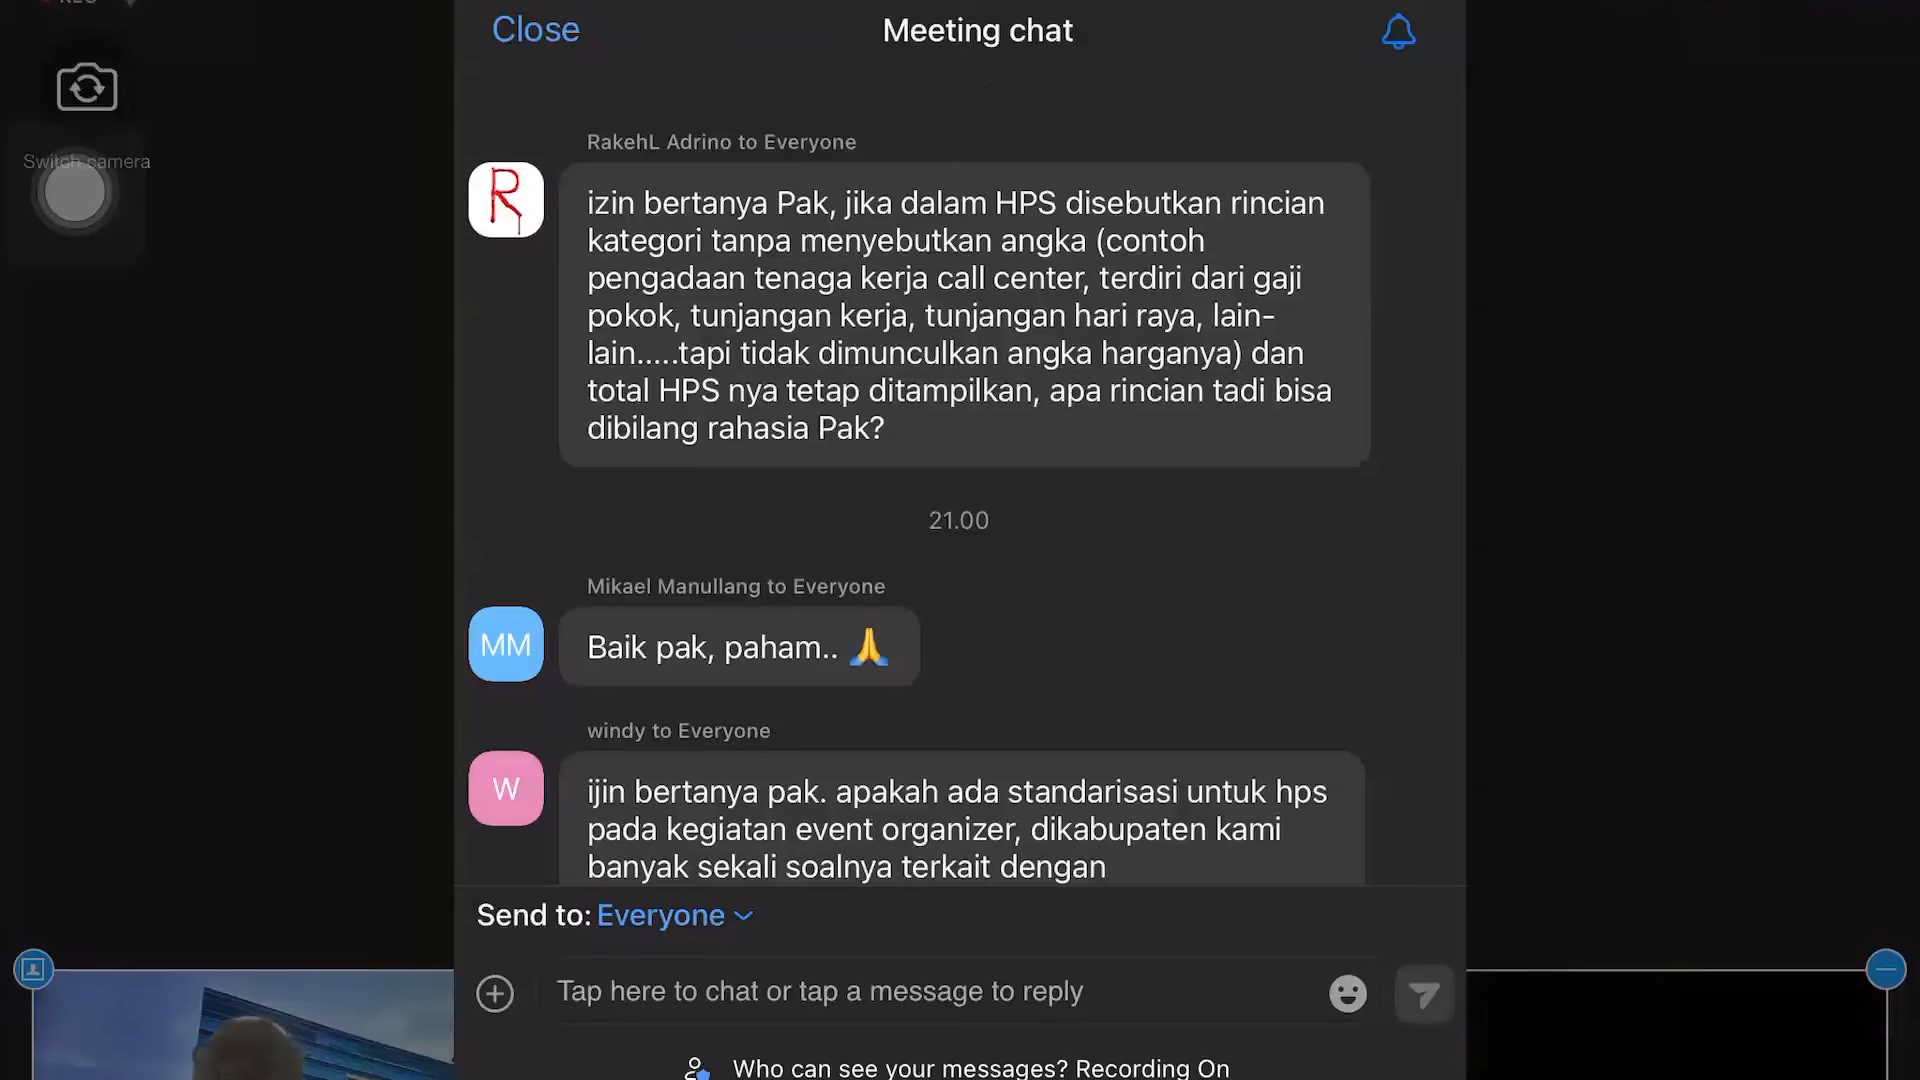 Close
Meeting chat
Switch camera
RakehL Adrino to Everyone
R
izin bertanya Pak, jika dalam HPS disebutkan rincian
kategori tanpa menyebutkan angka (contoh
pengadaan tenaga kerja call center, terdiri dari gaji
pokok, tunjangan kerja, tunjangan hari raya, lain-
lain.....tapi tidak dimunculkan angka harganya) dan
total HPS nya tetap ditampilkan, apa rincian tadi bisa
dibilang rahasia Pak?
21.00
Mikael Manullang to Everyone
MM
Baik pak, paham.. 🙏
windy to Everyone
W
ijin bertanya pak. apakah ada standarisasi untuk hps
pada kegiatan event organizer, dikabupaten kami
banyak sekali soalnya terkait dengan
Send to: Everyone
Tap here to chat or tap a message to reply
Who can see your messages? Recording On